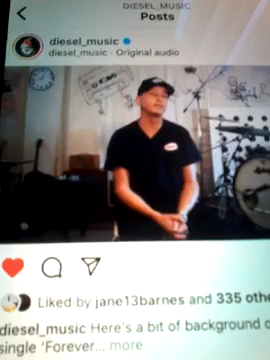 DIESEL_MUSIC
Posts
diesel_music
diesel_music · Original audio
Liked by jane13barnes and 335 othe
diesel_music Here's a bit of background o
single 'Forever... more